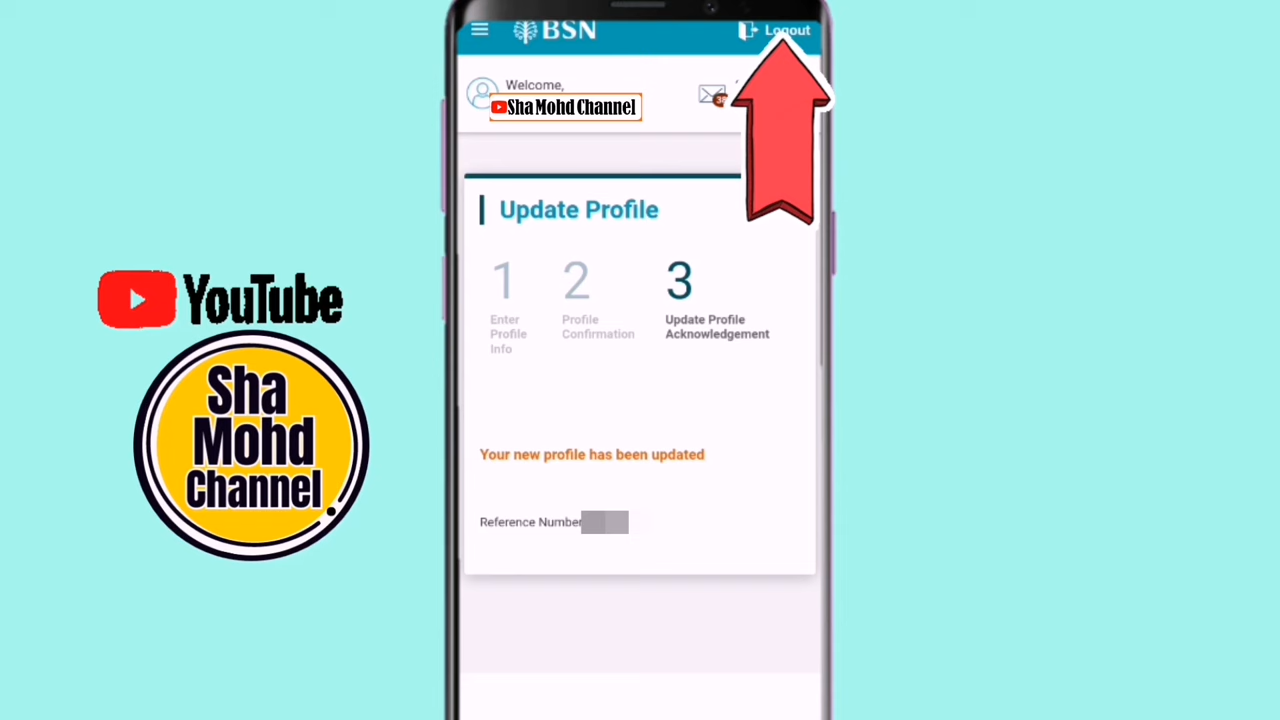 BSN
Logout
Welcome,
Sha Mohd Channel
Update Profile
1
2
3
Enter
Profile
Info
Profile
Confirmation
Update Profile
Acknowledgement
Your new profile has been updated
Reference Number
YouTube
Sha
Mohd
Channel